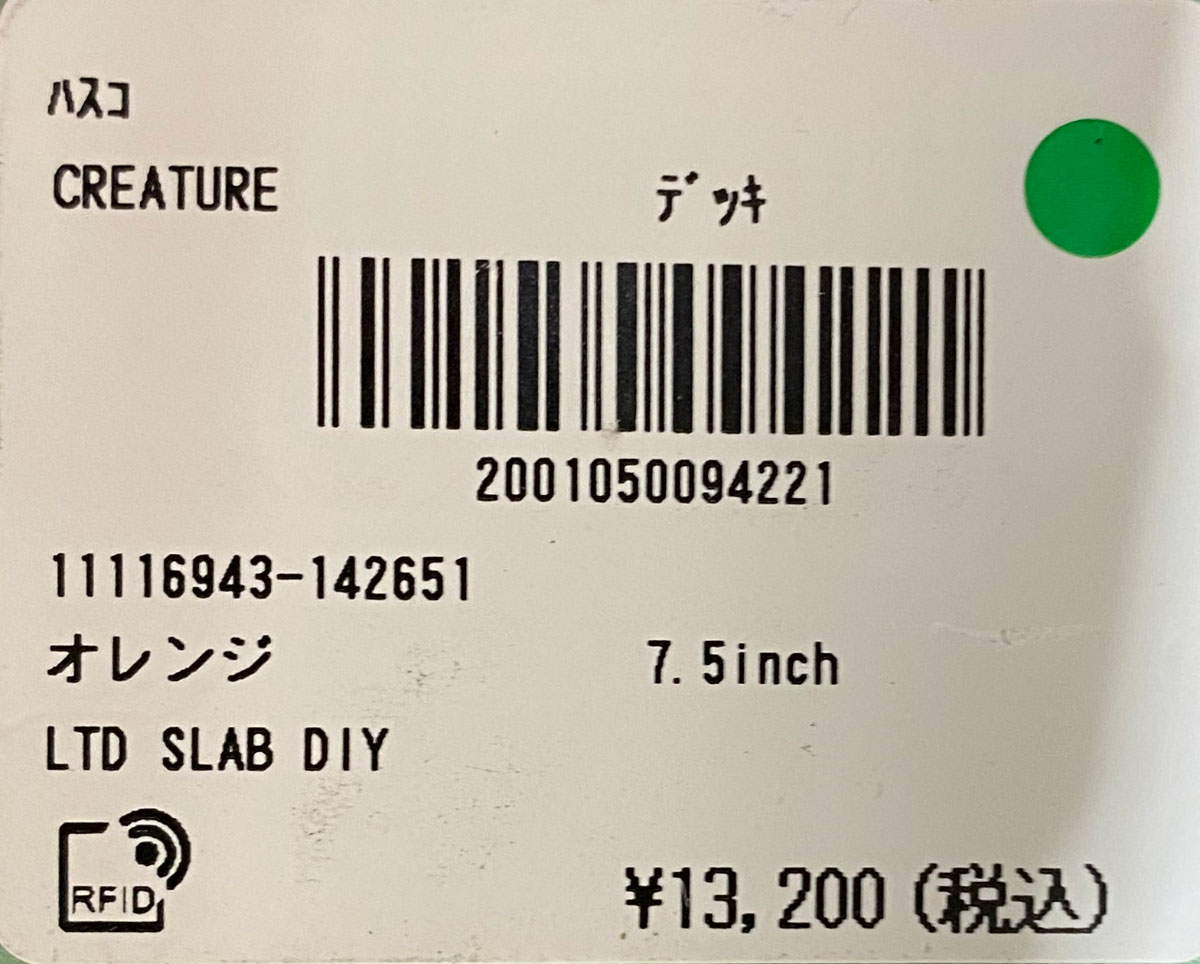 ﾊｽｺ
CREATURE ﾃﾞｯｷ
2001050094221
11116943-142651
オレンジ 7.5inch
LTD SLAB DIY
RFID
¥13,200(税込)